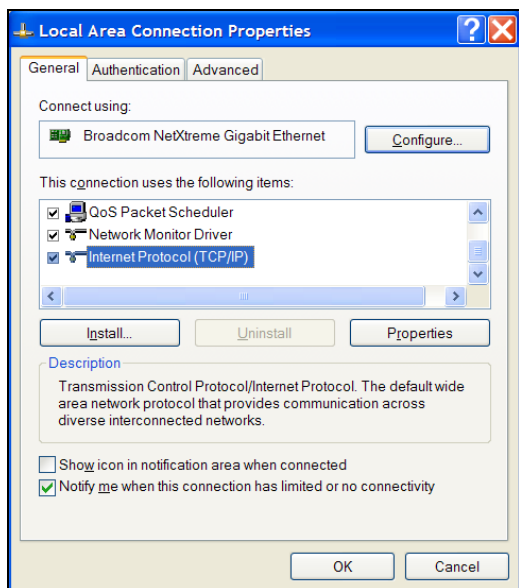 Local Area Connection Properties
General Authentication Advanced
Connect using:
Broadcom NetXtreme Gigabit Ethernet
Configure...
This connection uses the following items:
QoS Packet Scheduler
Network Monitor Driver
Internet Protocol (TCP/IP)
Install... Uninstall Properties
Description
Transmission Control Protocol/Internet Protocol. The default wide
area network protocol that provides communication across
diverse interconnected networks.
Show icon in notification area when connected
Notify me when this connection has limited or no connectivity
OK Cancel